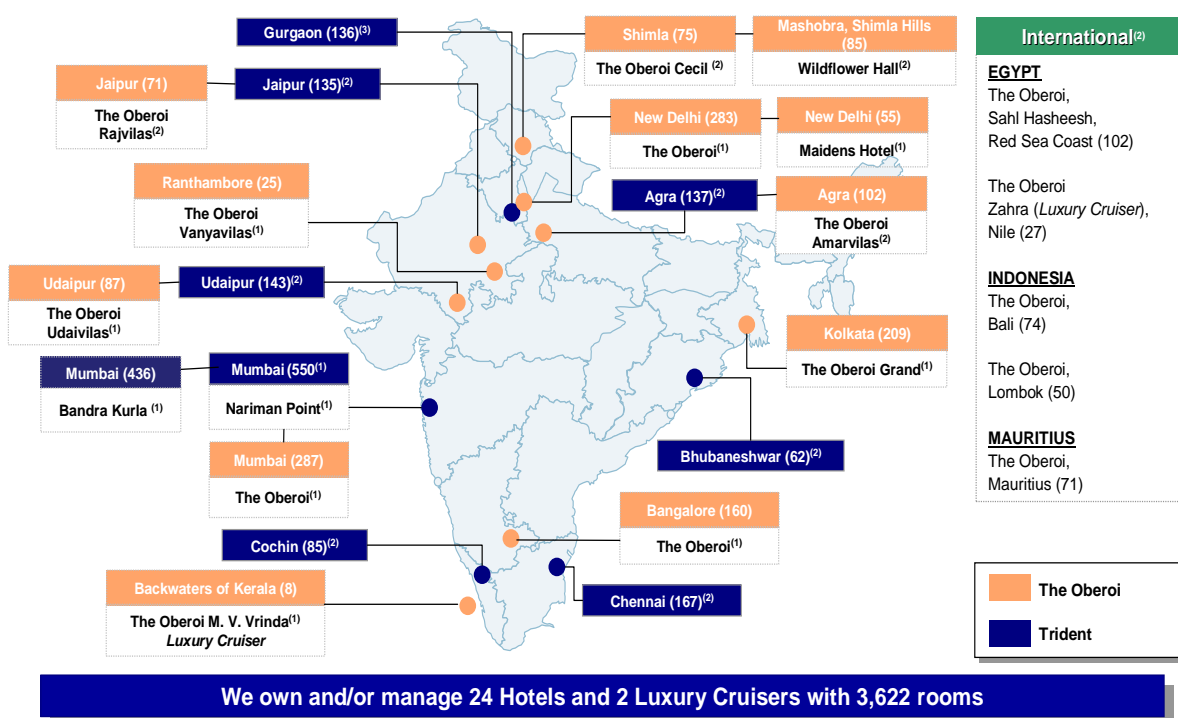 Gurgaon (136)(3)
Shimla (75)
The Oberoi Cecil (2)
Mashobra, Shimla Hills
(85)
Wildflower Hall(2)
Jaipur (71)
The Oberoi
Rajvilas(2)
Jaipur (135)(2)
New Delhi (283)
The Oberoi(1)
New Delhi (55)
Maidens Hotel(1)
Ranthambore (25)
The Oberoi
Vanyavilas(1)
Agra (137)(2)
Agra (102)
The Oberoi
Amarvilas(2)
Udaipur (87)
The Oberoi
Udaivilas(1)
Udaipur (143)(2)
Kolkata (209)
The Oberoi Grand(1)
Mumbai (436)
Bandra Kurla (1)
Mumbai (550(1)
Nariman Point(1)
Mumbai (287)
The Oberoi(1)
Bhubaneshwar (62)(2)
Bangalore (160)
The Oberoi(1)
Cochin (85)(2)
Backwaters of Kerala (8)
The Oberoi M. V. Vrinda(1)
Luxury Cruiser
Chennai (167)(2)
International(2)
EGYPT
The Oberoi,
Sahl Hasheesh,
Red Sea Coast (102)
The Oberoi
Zahra (Luxury Cruiser),
Nile (27)
INDONESIA
The Oberoi,
Bali (74)
The Oberoi,
Lombok (50)
MAURITIUS
The Oberoi,
Mauritius (71)
The Oberoi
Trident
We own and/or manage 24 Hotels and 2 Luxury Cruisers with 3,622 rooms